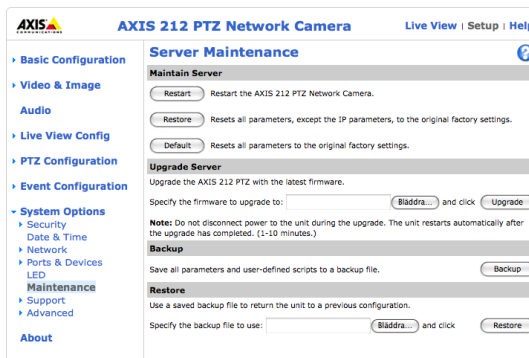 AXIS
COMMUNICATIONS
AXIS 212 PTZ Network Camera
Live View | Setup | Help
Basic Configuration
Video & Image
Audio
Live View Config
PTZ Configuration
Event Configuration
System Options
Security
Date & Time
Network
Ports & Devices
LED
Maintenance
Support
Advanced
About
Server Maintenance
?
Maintain Server
Restart Restart the AXIS 212 PTZ Network Camera.
Restore Resets all parameters, except the IP parameters, to the original factory settings.
Default Resets all parameters to the original factory settings.
Upgrade Server
Upgrade the AXIS 212 PTZ with the latest firmware.
Specify the firmware to upgrade to: Bläddra... and click Upgrade
Note: Do not disconnect power to the unit during the upgrade. The unit restarts automatically after
the upgrade has completed. (1-10 minutes.)
Backup
Save all parameters and user-defined scripts to a backup file. Backup
Restore
Use a saved backup file to return the unit to a previous configuration.
Specify the backup file to use: Bläddra... and click Restore